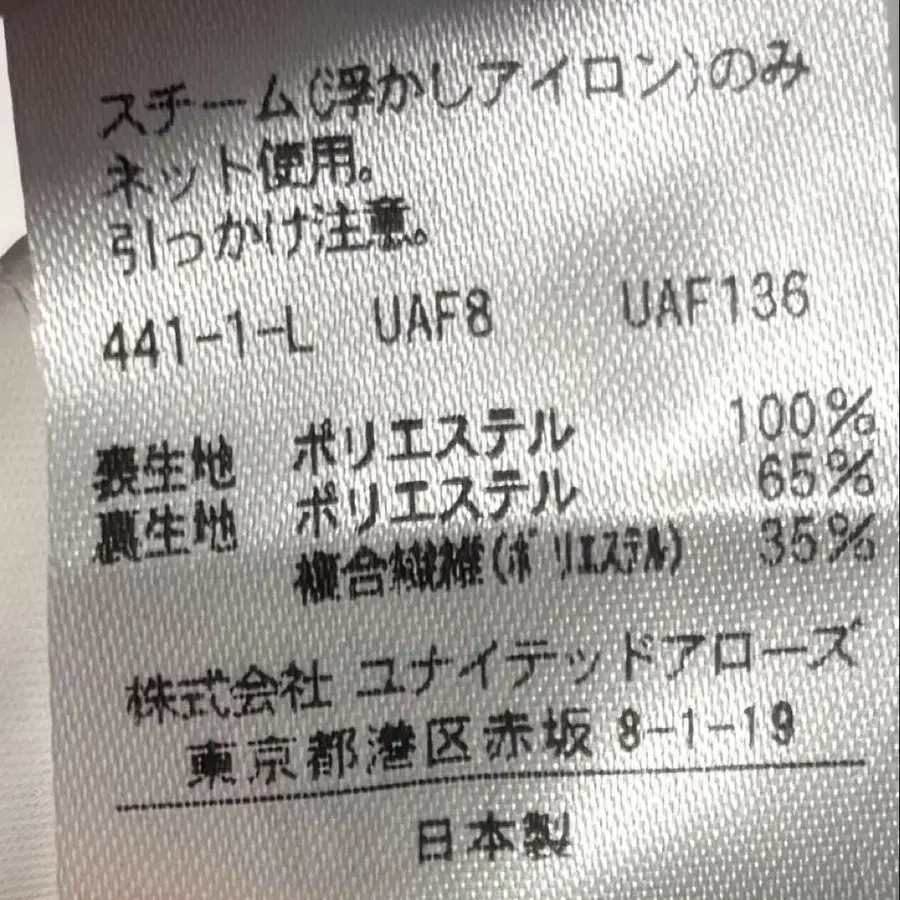 スチーム(浮かしアイロン)のみ
ネット使用。
引っかけ注意。
441-1-L UAF8 UAF136
表生地 ポリエステル 100%
裏生地 ポリエステル 65%
複合繊維(ポリエステル) 35%
株式会社 ユナイテッドアローズ
東京都港区赤坂 8-1-19
日本製